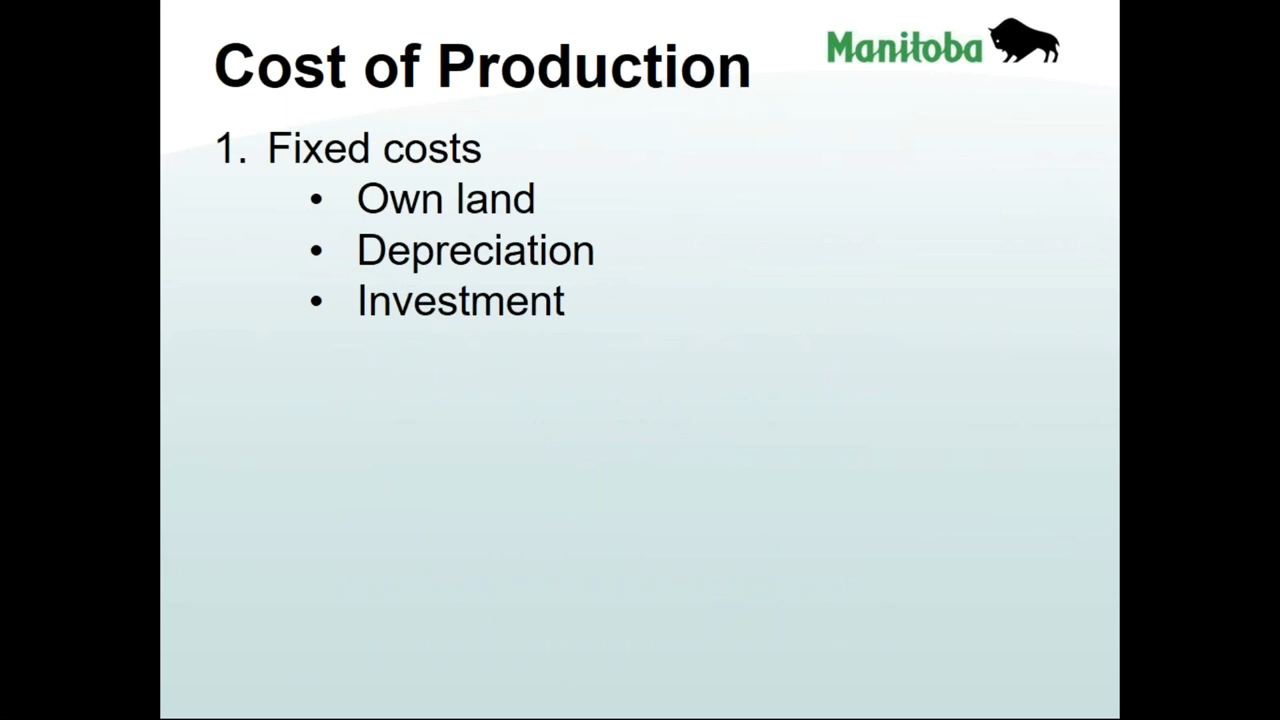 Cost of Production
Manitoba
1. Fixed costs
• Own land
• Depreciation
• Investment